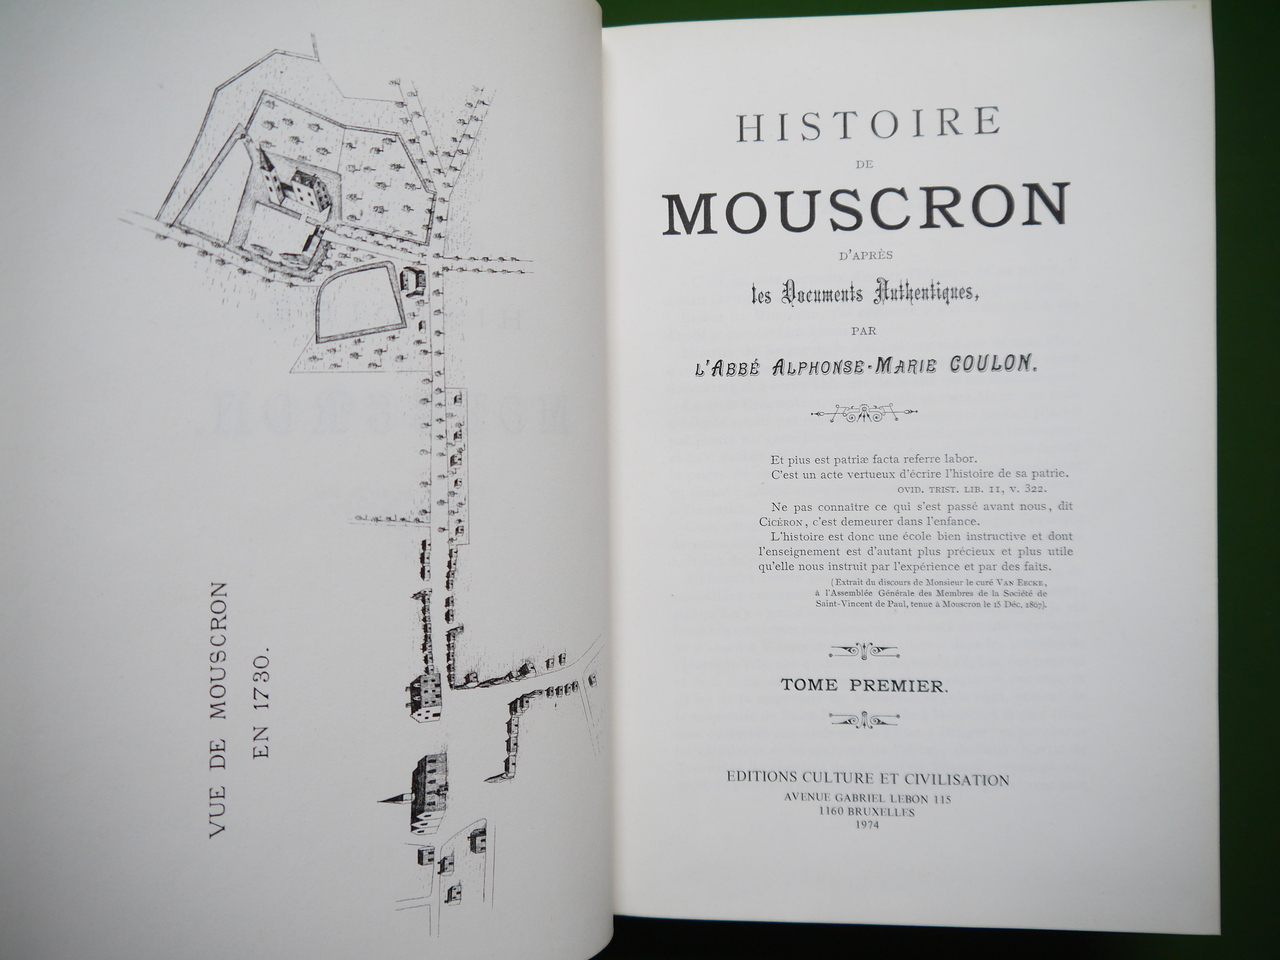 VUE DE MOUSCRON
EN 1730.
HISTOIRE
DE
MOUSCRON
D'APRÈS
les Documents Authentiques,
PAR
L'ABBÉ ALPHONSE-MARIE COULON.
Et pius est patriæ facta referre labor.
C'est un acte vertueux d'écrire l'histoire de sa patrie.
OVID. TRIST. LIB. II, V. 322.
Ne pas connaître ce qui s'est passé avant nous, dit
CICÉRON, c'est demeurer dans l'enfance.
L'histoire est donc une école bien instructive et dont
l'enseignement est d'autant plus précieux et plus utile
qu'elle nous instruit par l'expérience et par des faits.
(Extrait du discours de Monsieur le curé VAN EECKE,
à l'Assemblée Générale des Membres de la Société de
Saint-Vincent de Paul, tenue à Mouscron le 15 Déc. 1867).
TOME PREMIER.
EDITIONS CULTURE ET CIVILISATION
AVENUE GABRIEL LEBON 115
1160 BRUXELLES
1974